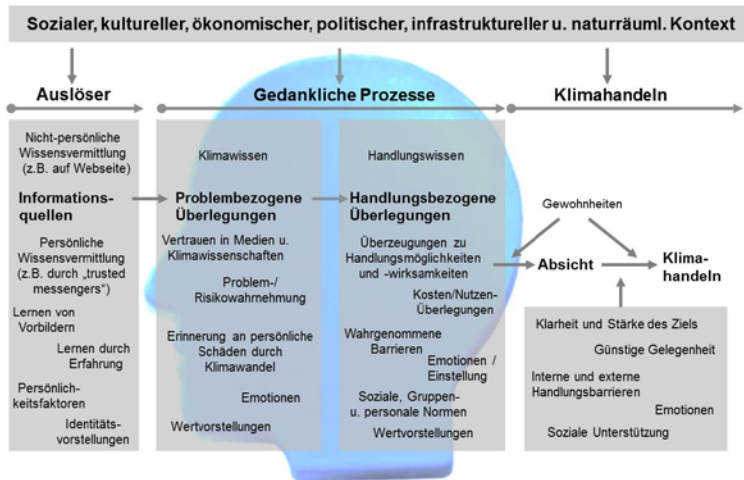 Sozialer, kultureller, ökonomischer, politischer, infrastruktureller u. naturräuml. Kontext
Auslöser
Gedankliche Prozesse
Klimahandeln
Nicht-persönliche
Wissensvermittlung
(z.B. auf Webseite)
Informations-
quellen
Persönliche
Wissensvermittlung
(z.B. durch „trusted
messengers“)
Lernen von
Vorbildern
Lernen durch
Erfahrung
Persönlich-
keitsfaktoren
Identitäts-
vorstellungen
Klimawissen
Problembezogene
Überlegungen
Vertrauen in Medien u.
Klimawissenschaften
Problem-/
Risikowahrnehmung
Erinnerung an persönliche
Schäden durch
Klimawandel
Emotionen
Wertvorstellungen
Handlungswissen
Handlungsbezogene
Überlegungen
Überzeugungen zu
Handlungsmöglichkeiten
und -wirksamkeiten
Kosten/Nutzen-
Überlegungen
Wahrgenommene
Barrieren
Emotionen /
Einstellung
Soziale, Gruppen-
u. personale Normen
Wertvorstellungen
Gewohnheiten
Absicht
Klima-
handeln
Klarheit und Stärke des Ziels
Günstige Gelegenheit
Interne und externe
Handlungsbarrieren
Emotionen
Soziale Unterstützung